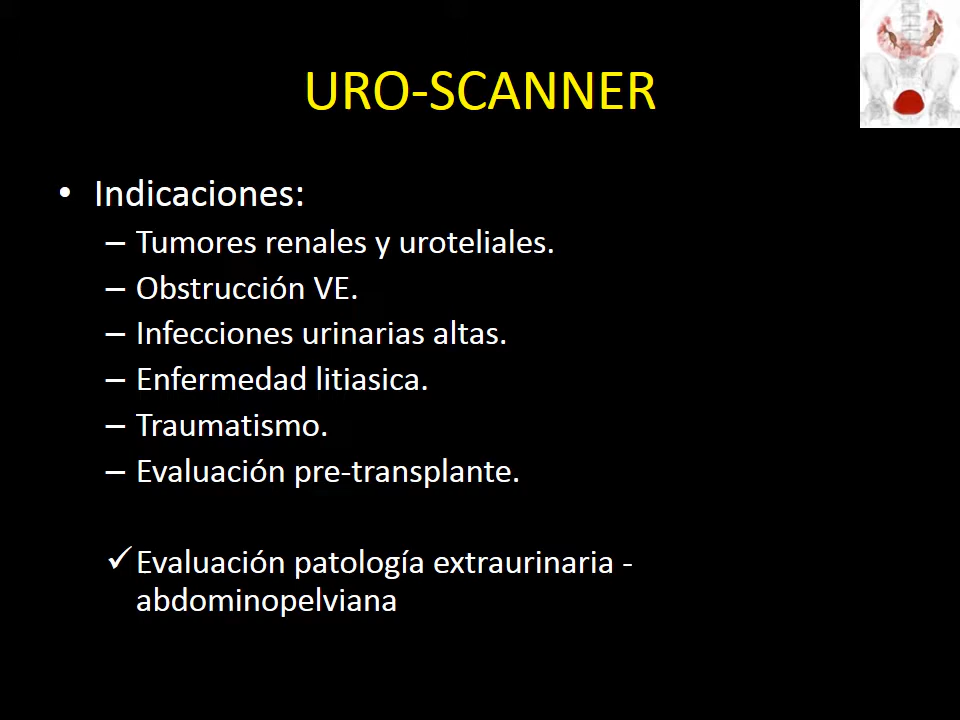 URO-SCANNER
• Indicaciones:
– Tumores renales y uroteliales.
– Obstrucción VE.
– Infecciones urinarias altas.
– Enfermedad litiasica.
– Traumatismo.
– Evaluación pre-transplante.
✓ Evaluación patología extraurinaria -
abdominopelviana